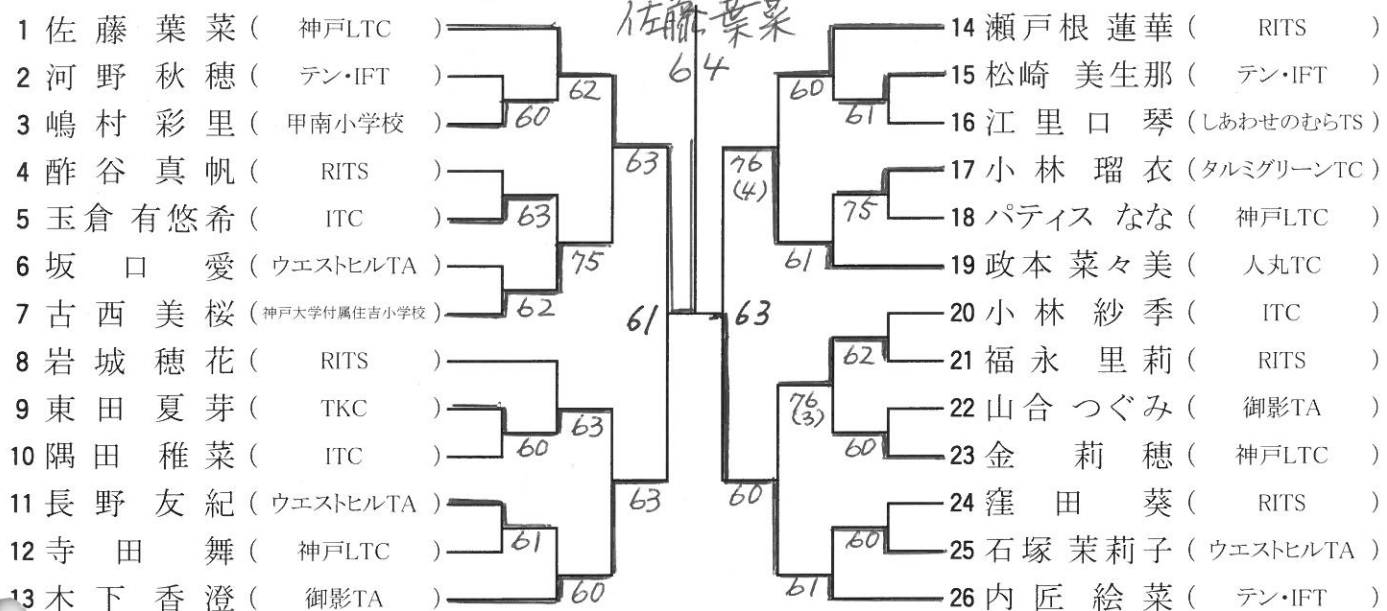 佐藤 葉菜
64
1 佐藤 葉菜 ( 神戸LTC )
2 河野 秋穂 ( テン・IFT )
3 嶋村 彩里 ( 甲南小学校 )
4 酢谷 真帆 ( RITS )
5 玉倉 有悠希 ( ITC )
6 坂口 愛 ( ウエストヒルTA )
7 古西 美桜 ( 神戸大学付属住吉小学校 )
8 岩城 穂花 ( RITS )
9 東田 夏芽 ( TKC )
10 隅田 稚菜 ( ITC )
11 長野 友紀 ( ウエストヒルTA )
12 寺田 舞 ( 神戸LTC )
13 木下 香澄 ( 御影TA )
62
60
63
63
75
62
61
63
60
63
61
60
14 瀬戸根 蓮華 ( RITS )
15 松崎 美生那 ( テン・IFT )
16 江里口 琴 ( しあわせのむらTS )
17 小林 瑠衣 ( タルミグリーンTC )
18 パティス なな ( 神戸LTC )
19 政本 菜々美 ( 人丸TC )
20 小林 紗季 ( ITC )
21 福永 里莉 ( RITS )
22 山合 つぐみ ( 御影TA )
23 金 莉穂 ( 神戸LTC )
24 窪田 葵 ( RITS )
25 石塚 茉莉子 ( ウエストヒルTA )
26 内匠 絵菜 ( テン・IFT )
60
61
76
(4)
75
61
63
62
76
(3)
60
60
60
61